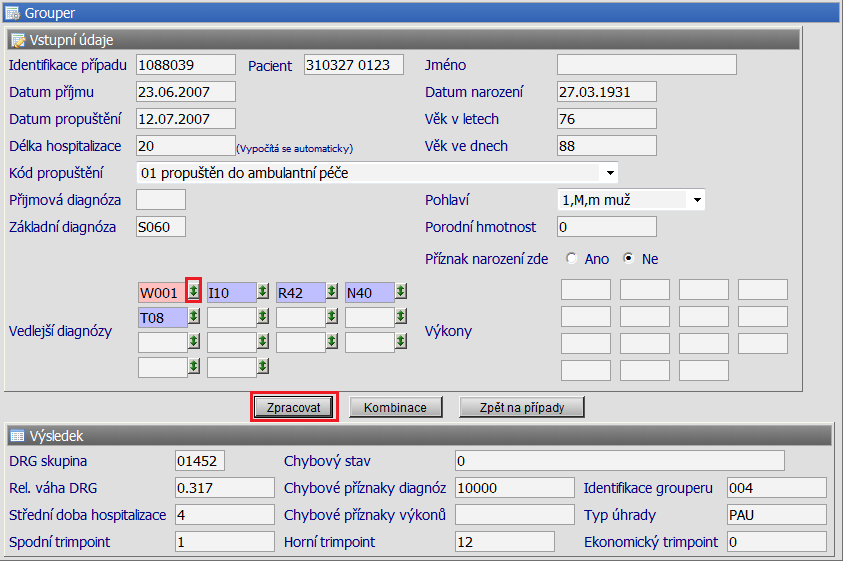 Grouper
Vstupní údaje
Identifikace případu 1088039 Pacient 310327 0123 Jméno
Datum příjmu 23.06.2007 Datum narození 27.03.1931
Datum propuštění 12.07.2007 Věk v letech 76
Délka hospitalizace 20 (Vypočítá se automaticky) Věk ve dnech 88
Kód propuštění 01 propuštěn do ambulantní péče
Přijmová diagnóza Pohlaví 1,M,m muž
Základní diagnóza S060 Porodní hmotnost 0
Příznak narození zde Ano Ne
W001 I10 R42 N40
T08
Vedlejší diagnózy Výkony
Zpracovat Kombinace Zpět na případy
Výsledek
DRG skupina 01452 Chybový stav 0
Rel. váha DRG 0.317 Chybové příznaky diagnóz 10000 Identifikace grouperu 004
Střední doba hospitalizace 4 Chybové příznaky výkonů Typ úhrady PAU
Spodní trimpoint 1 Horní trimpoint 12 Ekonomický trimpoint 0